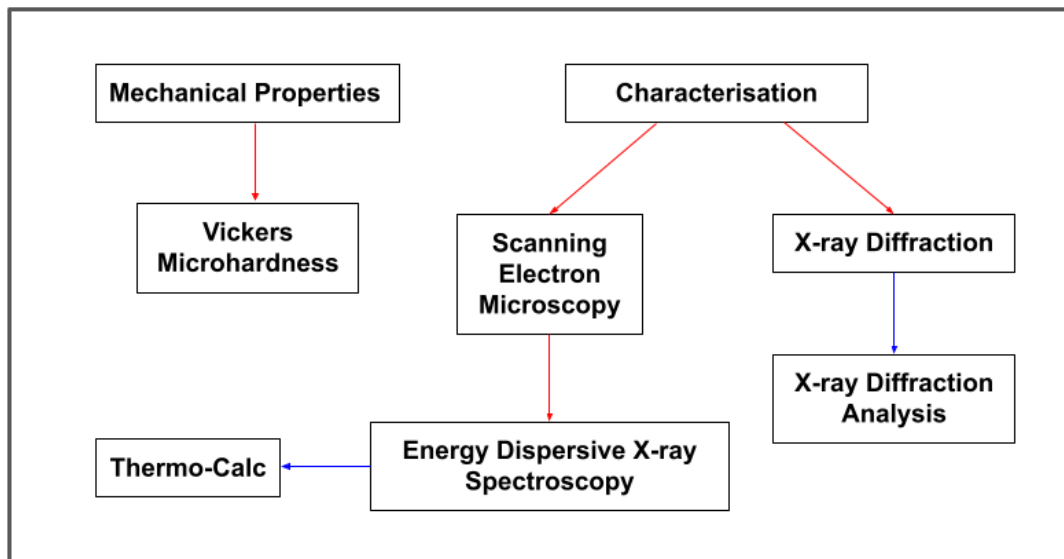 Mechanical Properties
Characterisation
Vickers
Microhardness
Scanning
Electron
Microscopy
X-ray Diffraction
X-ray Diffraction
Analysis
Thermo-Calc
Energy Dispersive X-ray
Spectroscopy